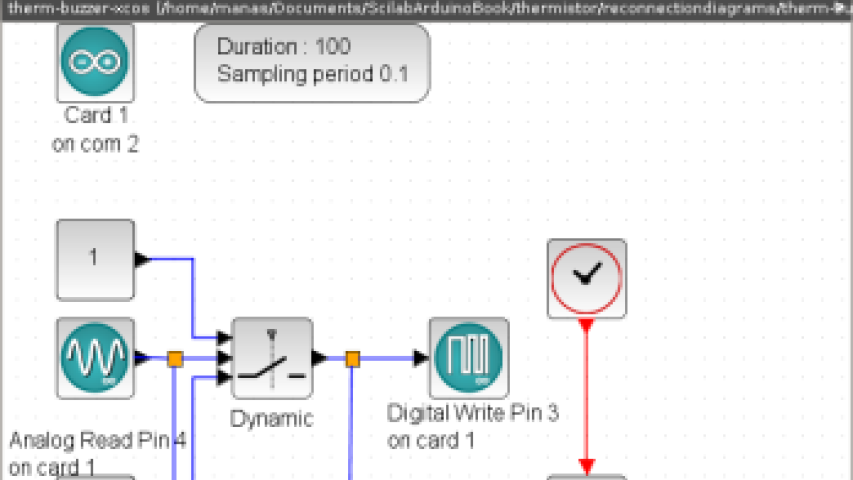 therm-buzzer-xcos (/home/manas/Documents/ScilabArduinoBook/thermistor/reconnectiondiagrams/therm-
Duration : 100
Sampling period 0.1
Card 1
on com 2
1
Dynamic
Digital Write Pin 3
on card 1
Analog Read Pin 4
on card 1